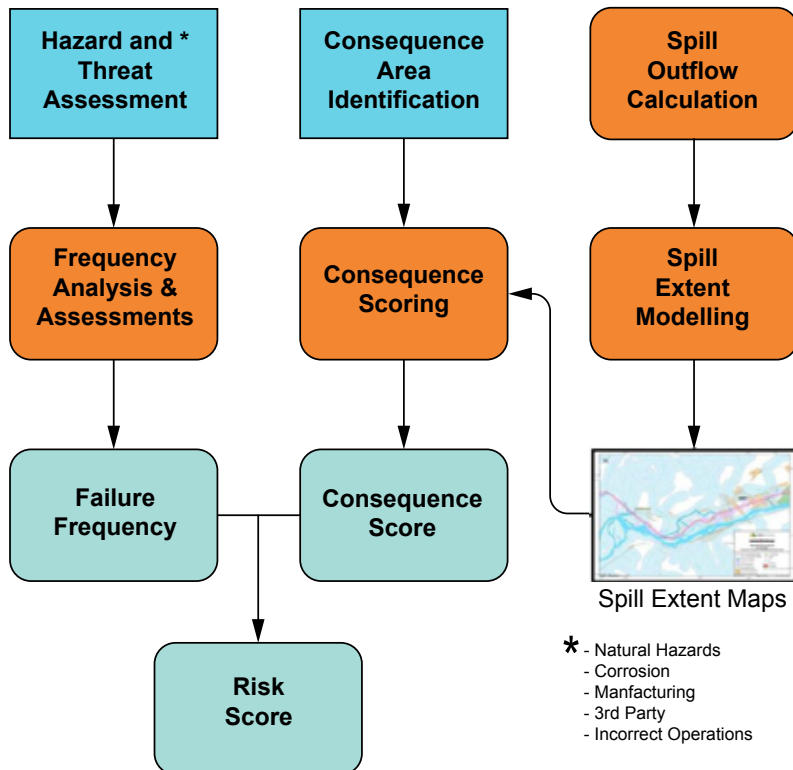 Hazard and *
Threat
Assessment
Consequence
Area
Identification
Spill
Outflow
Calculation
Frequency
Analysis &
Assessments
Consequence
Scoring
Spill
Extent
Modelling
Failure
Frequency
Consequence
Score
Spill Extent Maps
Risk
Score
* - Natural Hazards
- Corrosion
- Manfacturing
- 3rd Party
- Incorrect Operations